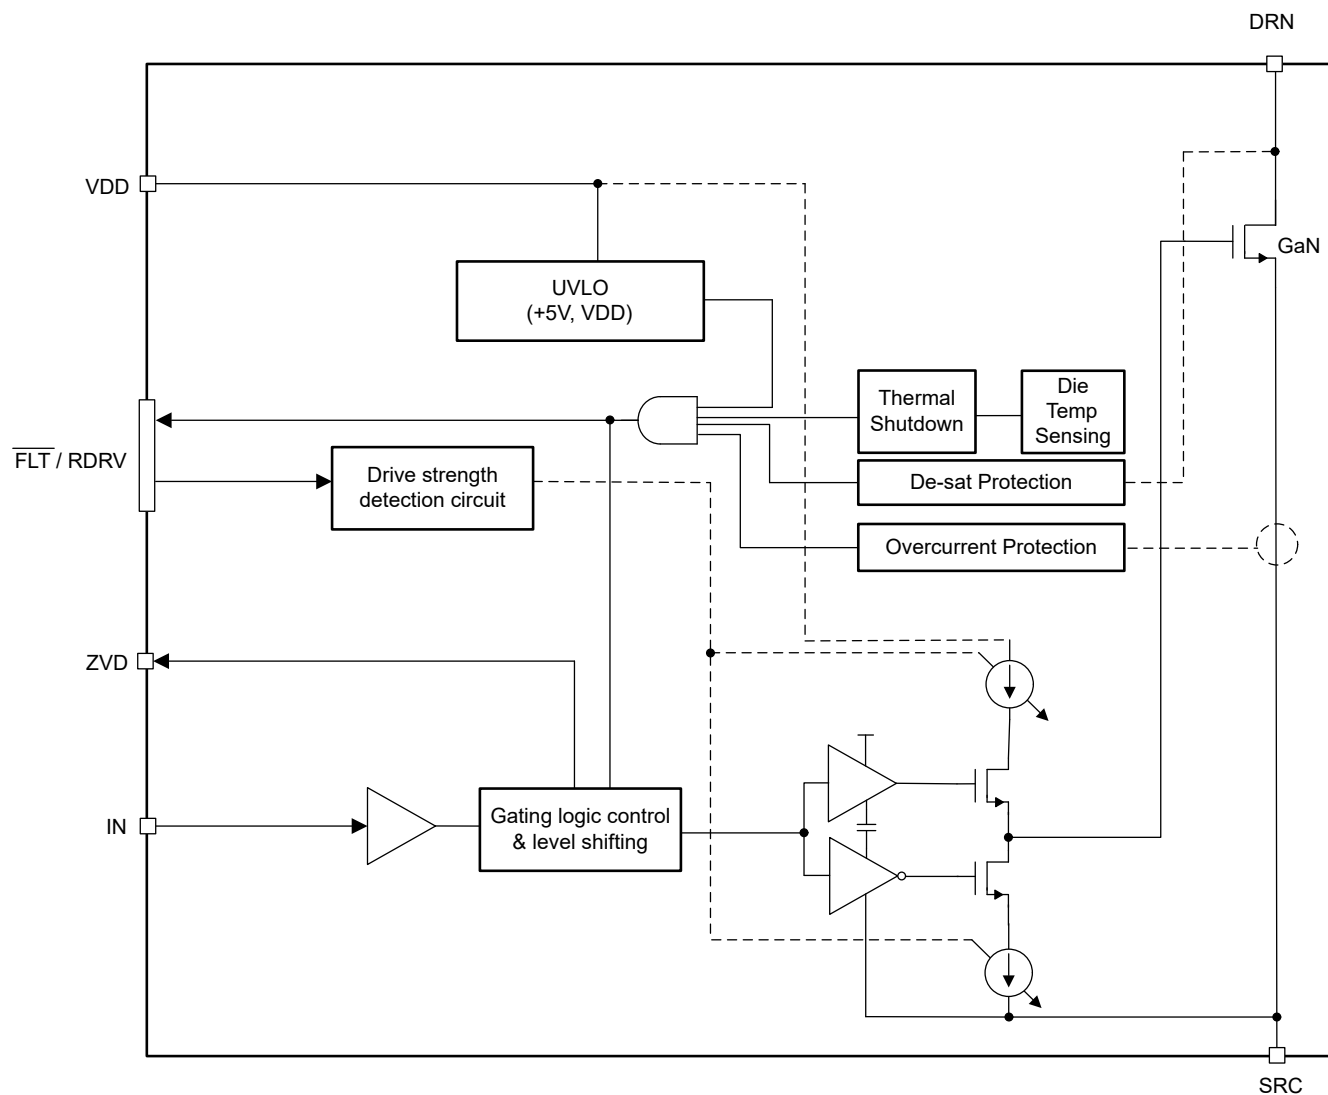 DRN
VDD
GaN
UVLO
(+5V, VDD)
Thermal
Shutdown
Die
Temp
Sensing
FLT / RDRV
Drive strength
detection circuit
De-sat Protection
Overcurrent Protection
ZVD
IN
Gating logic control
& level shifting
SRC